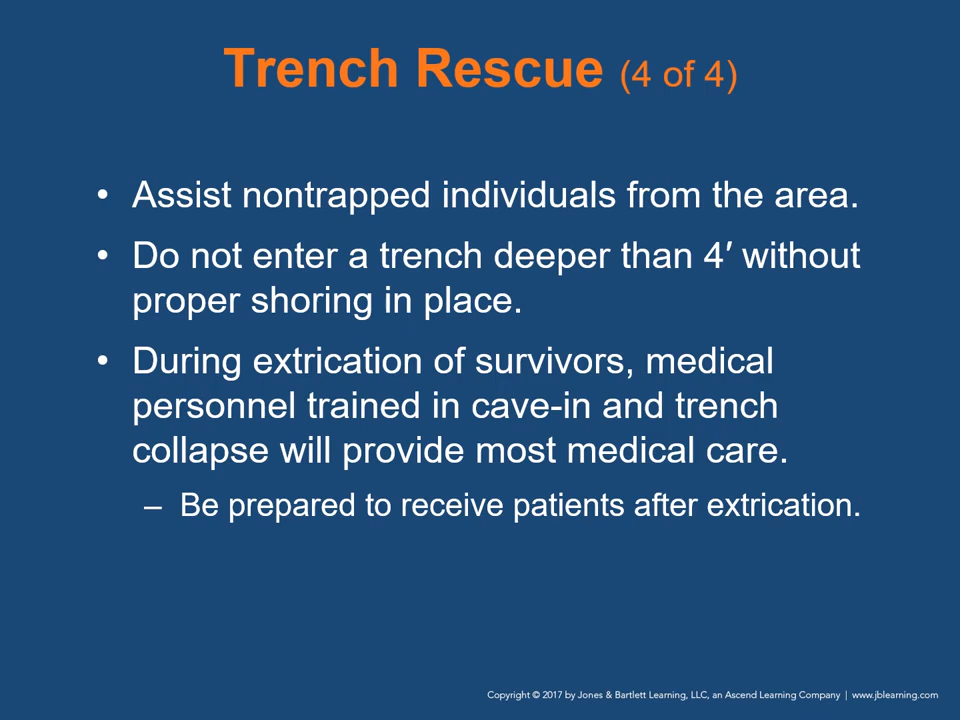 Trench Rescue (4 of 4)
• Assist nontrapped individuals from the area.
• Do not enter a trench deeper than 4′ without
proper shoring in place.
• During extrication of survivors, medical
personnel trained in cave-in and trench
collapse will provide most medical care.
– Be prepared to receive patients after extrication.
Copyright © 2017 by Jones & Bartlett Learning, LLC, an Ascend Learning Company | www.jblearning.com